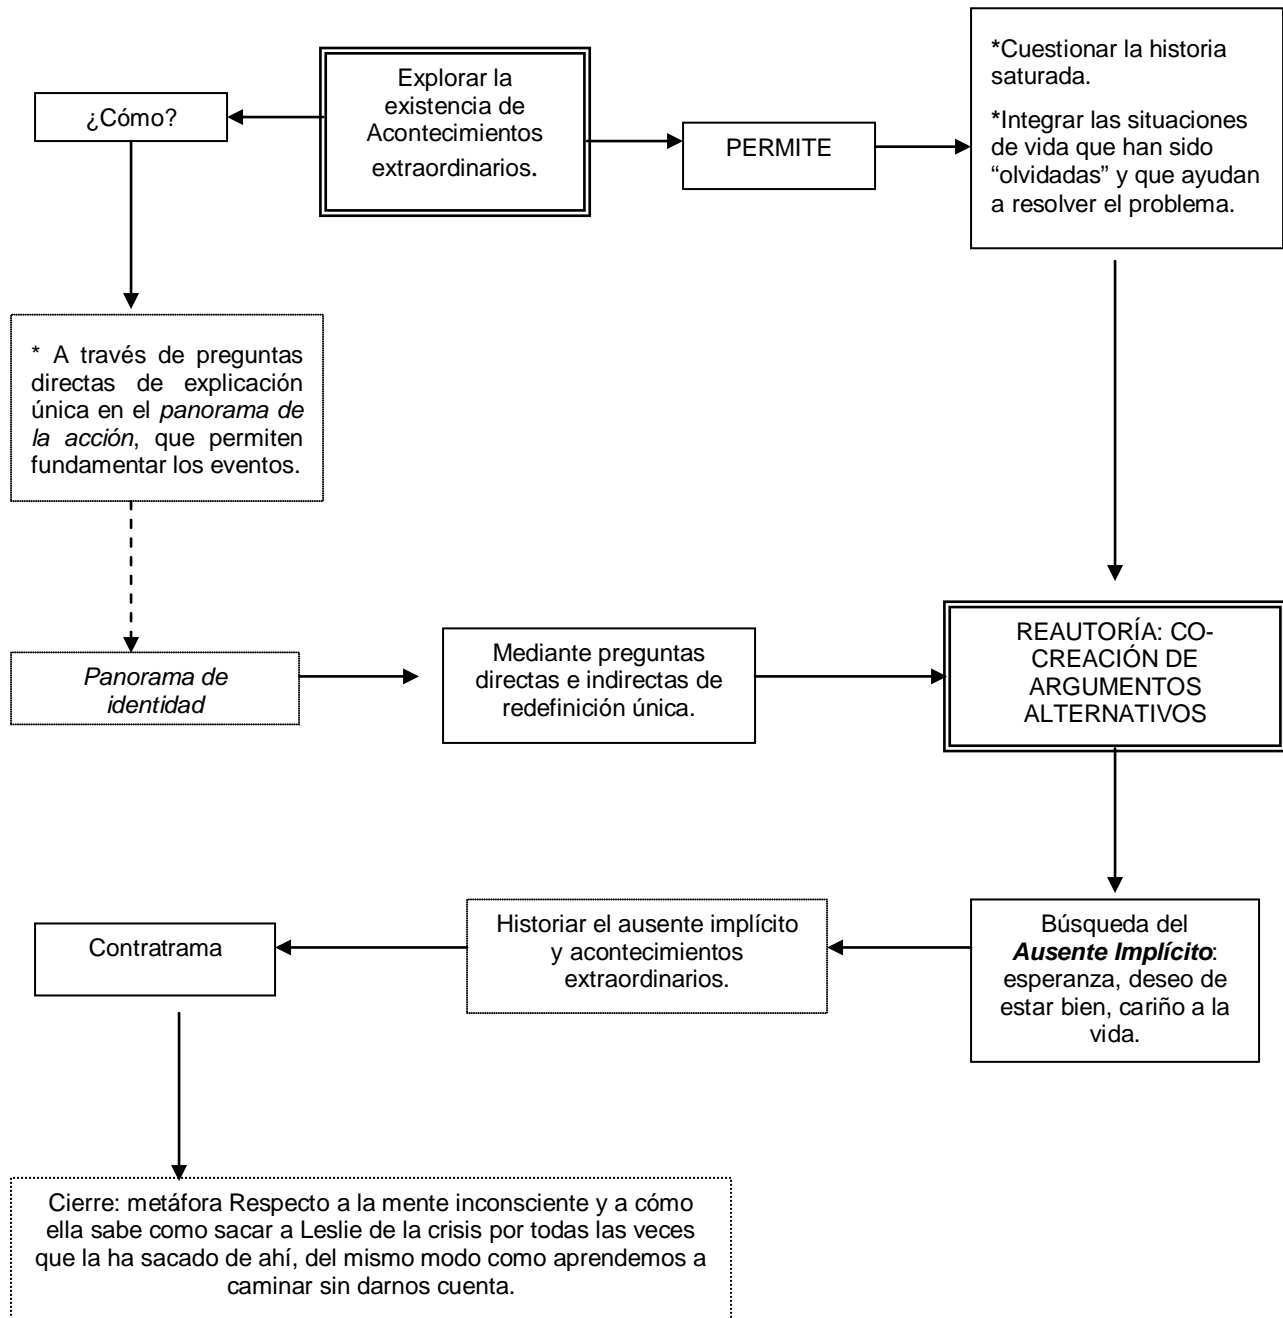 ¿Cómo?
Explorar la
existencia de
Acontecimientos
extraordinarios.
PERMITE
*Cuestionar la historia
saturada.
*Integrar las situaciones
de vida que han sido
“olvidadas” y que ayudan
a resolver el problema.
* A través de preguntas
directas de explicación
única en el panorama de
la acción, que permiten
fundamentar los eventos.
Panorama de
identidad
Mediante preguntas
directas e indirectas de
redefinición única.
REAUTORÍA: CO-
CREACIÓN DE
ARGUMENTOS
ALTERNATIVOS
Búsqueda del
Ausente Implícito:
esperanza, deseo de
estar bien, cariño a la
vida.
Historiar el ausente implícito
y acontecimientos
extraordinarios.
Contratrama
Cierre: metáfora Respecto a la mente inconsciente y a cómo
ella sabe como sacar a Leslie de la crisis por todas las veces
que la ha sacado de ahí, del mismo modo como aprendemos a
caminar sin darnos cuenta.